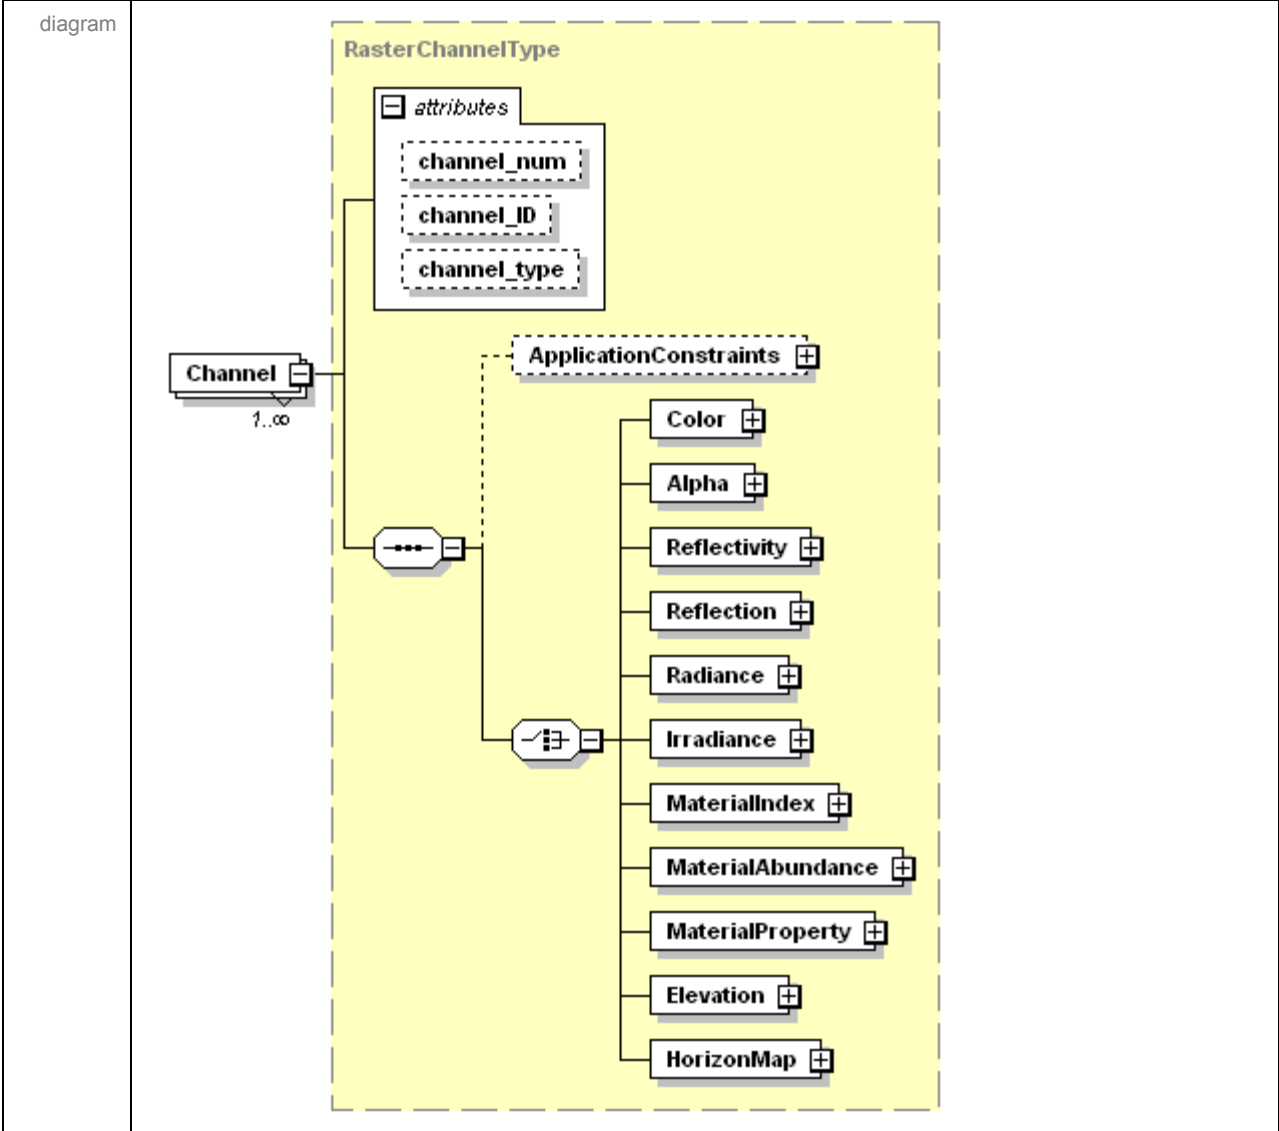 diagram
RasterChannelType
attributes
channel_num
channel_ID
channel_type
ApplicationConstraints
Channel
1..∞
Color
Alpha
Reflectivity
Reflection
Radiance
Irradiance
MaterialIndex
MaterialAbundance
MaterialProperty
Elevation
HorizonMap